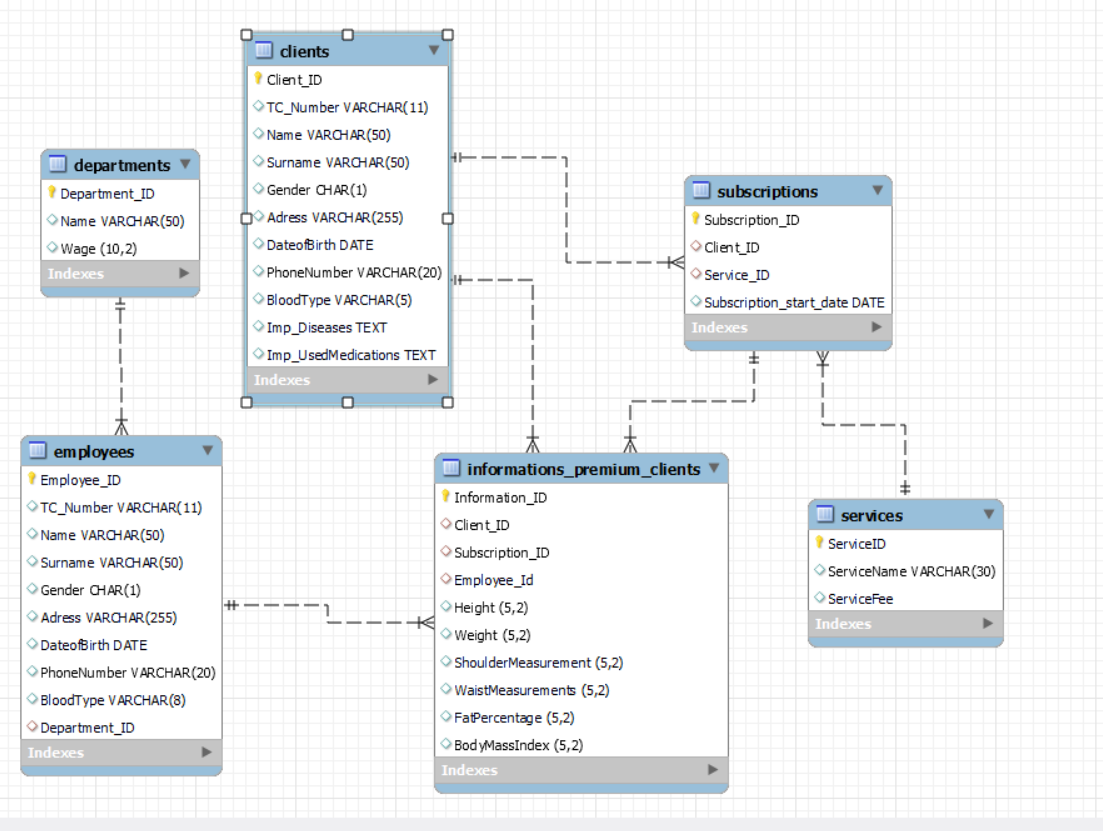 clients
Client_ID
TC_Number VARCHAR(11)
Name VARCHAR(50)
Surname VARCHAR(50)
Gender CHAR(1)
Adress VARCHAR(255)
DateofBirth DATE
PhoneNumber VARCHAR(20)
BloodType VARCHAR(5)
Imp_Diseases TEXT
Imp_UsedMedications TEXT
Indexes
departments
Department_ID
Name VARCHAR(50)
Wage (10,2)
Indexes
subscriptions
Subscription_ID
Client_ID
Service_ID
Subscription_start_date DATE
Indexes
employees
Employee_ID
TC_Number VARCHAR(11)
Name VARCHAR(50)
Surname VARCHAR(50)
Gender CHAR(1)
Adress VARCHAR(255)
DateofBirth DATE
PhoneNumber VARCHAR(20)
BloodType VARCHAR(8)
Department_ID
Indexes
informations_premium_clients
Information_ID
Client_ID
Subscription_ID
Employee_Id
Height (5,2)
Weight (5,2)
ShoulderMeasurement (5,2)
WaistMeasurements (5,2)
FatPercentage (5,2)
BodyMassIndex (5,2)
Indexes
services
ServiceID
ServiceName VARCHAR(30)
ServiceFee
Indexes